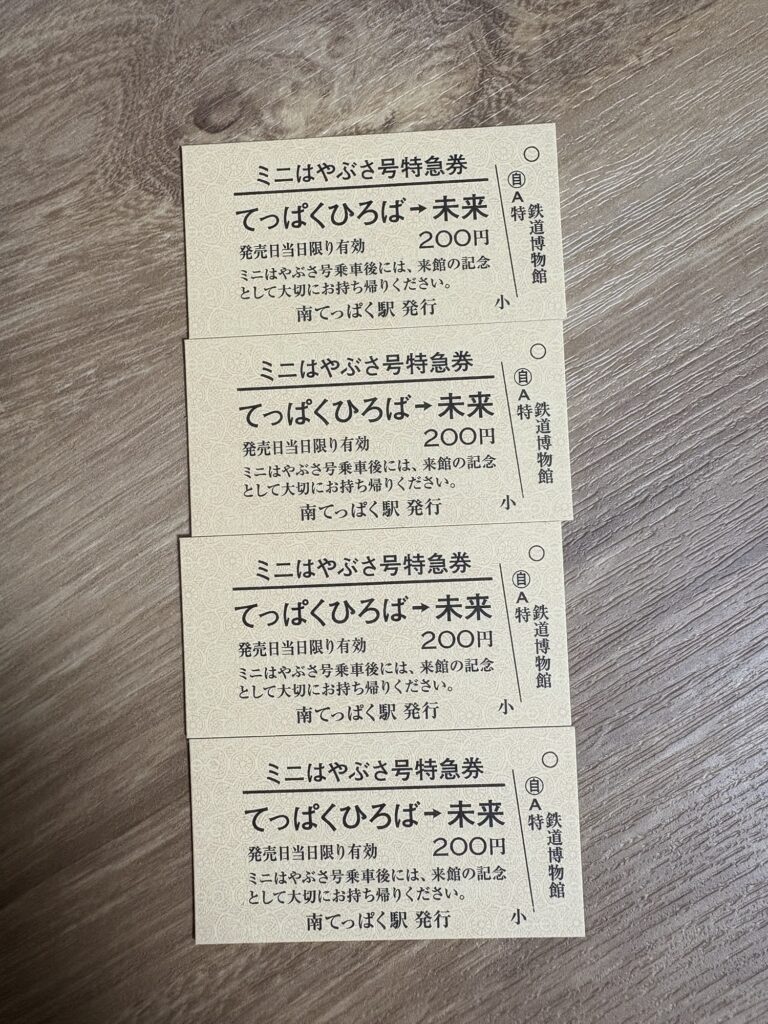 ミニはやぶさ号特急券
てっぱくひろば→未来
発売日当日限り有効 200円
ミニはやぶさ号乗車後には、来館の記念
として大切にお持ち帰りください。
南てっぱく駅 発行
小
○
㊂A特
鉄道博物館
ミニはやぶさ号特急券
てっぱくひろば→未来
発売日当日限り有効 200円
ミニはやぶさ号乗車後には、来館の記念
として大切にお持ち帰りください。
南てっぱく駅 発行
小
○
自A特
鉄道博物館
ミニはやぶさ号特急券
てっぱくひろば→未来
発売日当日限り有効 200円
ミニはやぶさ号乗車後には、来館の記念
として大切にお持ち帰りください。
南てっぱく駅 発行
小
○
自A特
鉄道博物館
ミニはやぶさ号特急券
てっぱくひろば→未来
発売日当日限り有効 200円
ミニはやぶさ号乗車後には、来館の記念
として大切にお持ち帰りください。
南てっぱく駅 発行
小
○
自A特
鉄道博物館